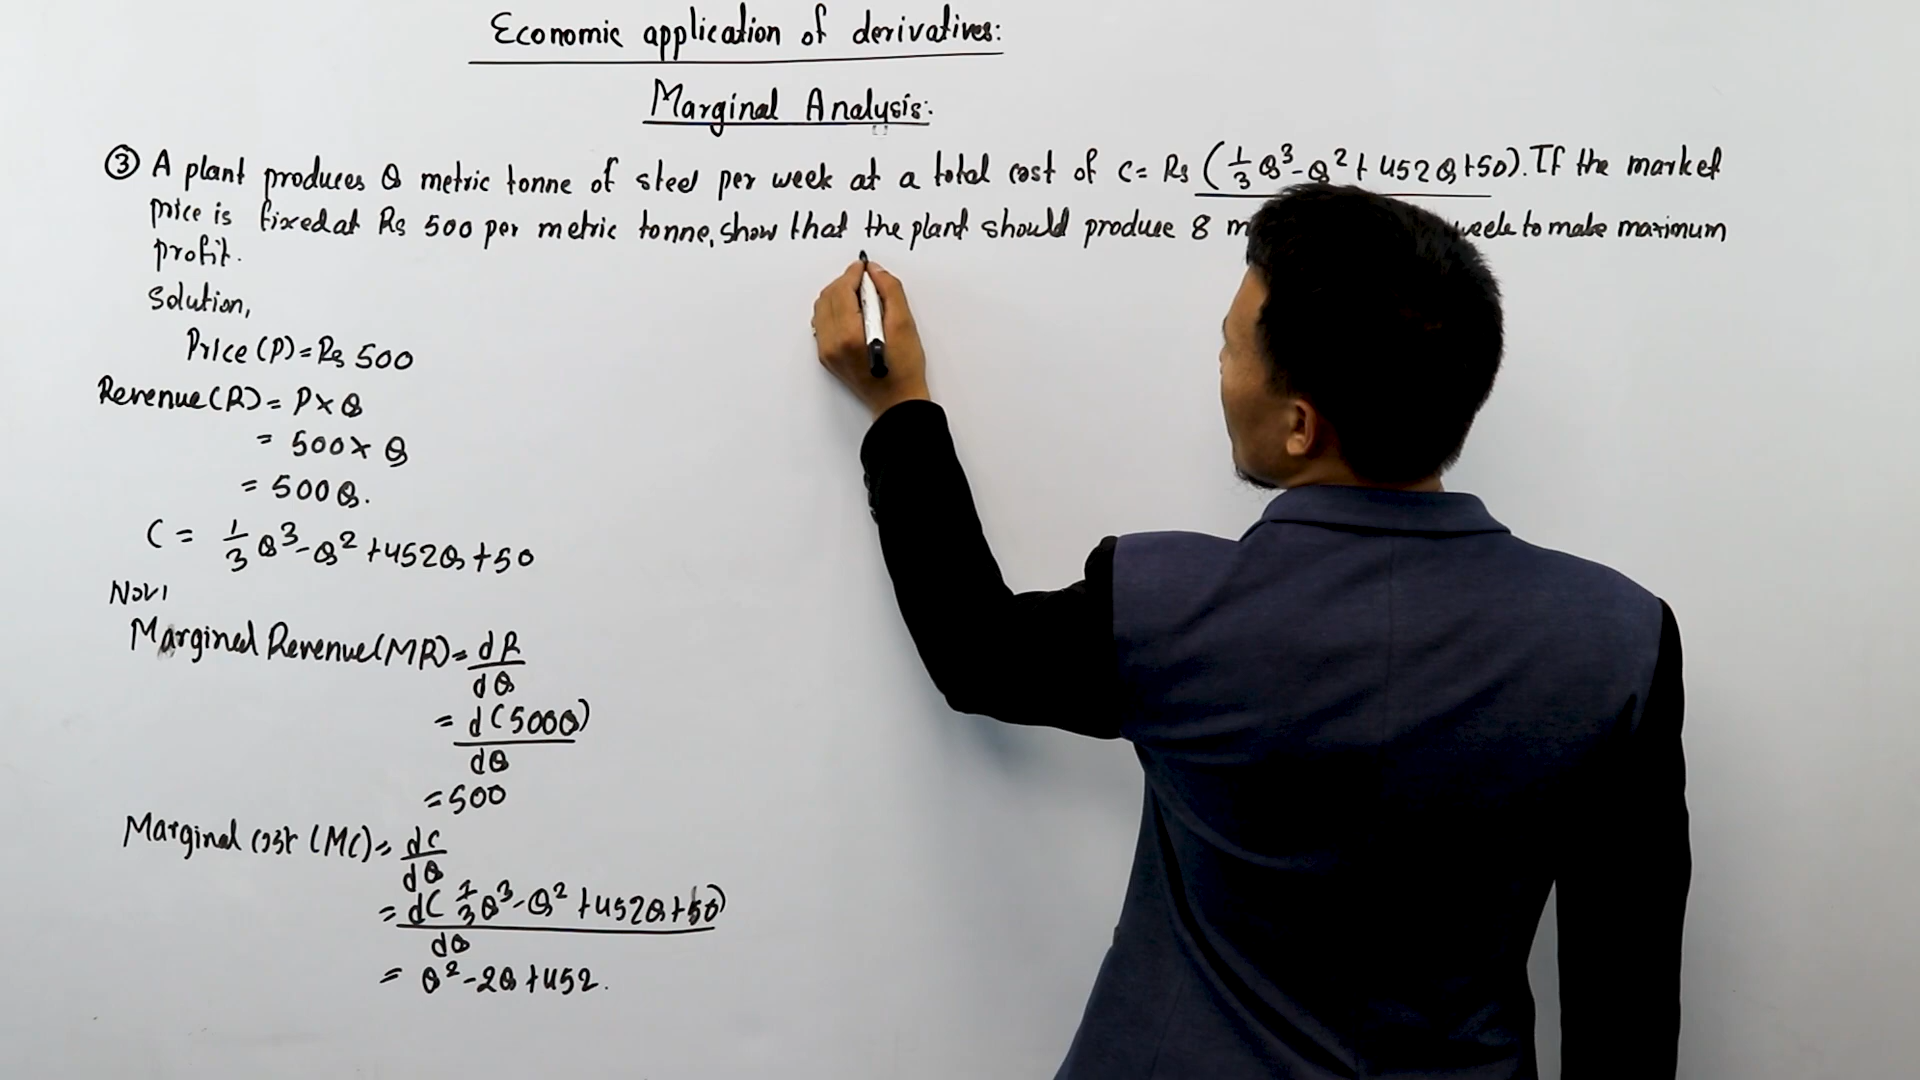 Economic application of derivatives:
Marginal Analysis:
③ A plant produces Q metric tonne of steel per week at a total cost of C = Rs (1/3 Q³ - Q² + 452Q + 50). If the market
price is fixed at Rs 500 per metric tonne, show that the plant should produce 8 m week to make maximum
profit.
Solution,
Price (P) = Rs 500
Revenue (R) = P × Q
= 500 × Q
= 500Q.
C = 1/3 Q³ - Q² + 452Q + 50
Now
Marginal Revenue (MR) = dR/dQ
= d(500Q)/dQ
= 500
Marginal cost (MC) = dC/dQ
= d(1/3 Q³ - Q² + 452Q + 50)/dQ
= Q² - 2Q + 452.